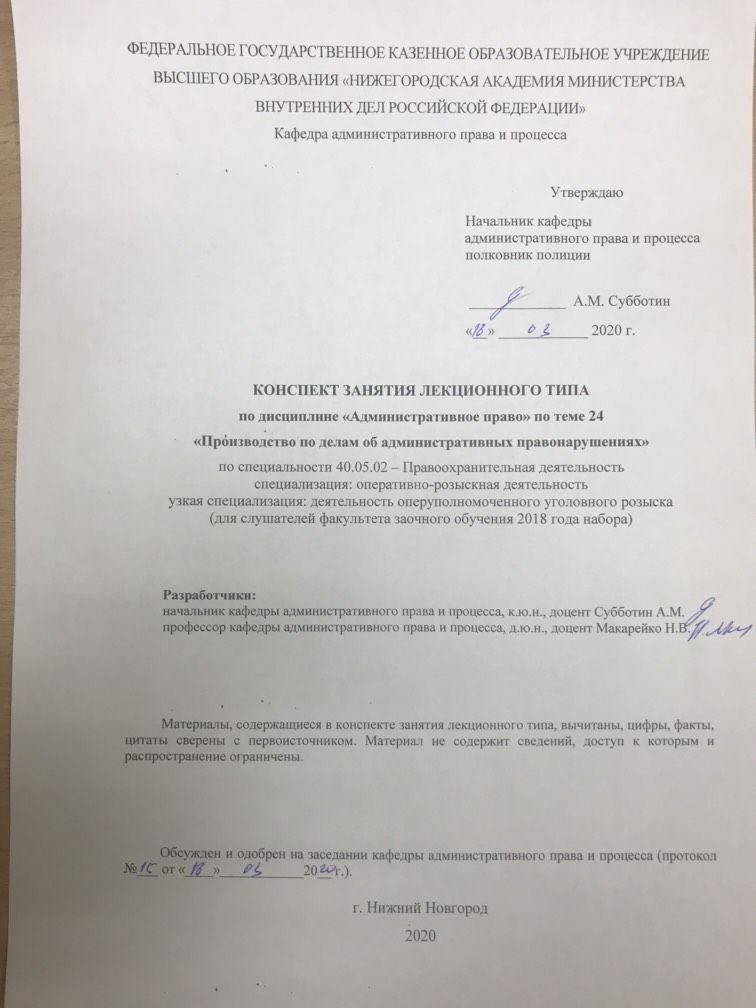 ФЕДЕРАЛЬНОЕ ГОСУДАРСТВЕННОЕ КАЗЕННОЕ ОБРАЗОВАТЕЛЬНОЕ УЧРЕЖДЕНИЕ
ВЫСШЕГО ОБРАЗОВАНИЯ «НИЖЕГОРОДСКАЯ АКАДЕМИЯ МИНИСТЕРСТВА
ВНУТРЕННИХ ДЕЛ РОССИЙСКОЙ ФЕДЕРАЦИИ»
Кафедра административного права и процесса
Утверждаю
Начальник кафедры
административного права и процесса
полковник полиции
____________ А.М. Субботин
«18» 03 2020 г.
КОНСПЕКТ ЗАНЯТИЯ ЛЕКЦИОННОГО ТИПА
по дисциплине «Административное право» по теме 24
«Производство по делам об административных правонарушениях»
по специальности 40.05.02 – Правоохранительная деятельность
специализация: оперативно-розыскная деятельность
узкая специализация: деятельность оперуполномоченного уголовного розыска
(для слушателей факультета заочного обучения 2018 года набора)
Разработчики:
начальник кафедры административного права и процесса, к.ю.н., доцент Субботин А.М.
профессор кафедры административного права и процесса, д.ю.н., доцент Макарейко Н.В.
Материалы, содержащиеся в конспекте занятия лекционного типа, вычитаны, цифры, факты,
цитаты сверены с первоисточником. Материал не содержит сведений, доступ к которым и
распространение ограничены.
Обсужден и одобрен на заседании кафедры административного права и процесса (протокол
№ от «18» 03 2020 г.).
г. Нижний Новгород
2020